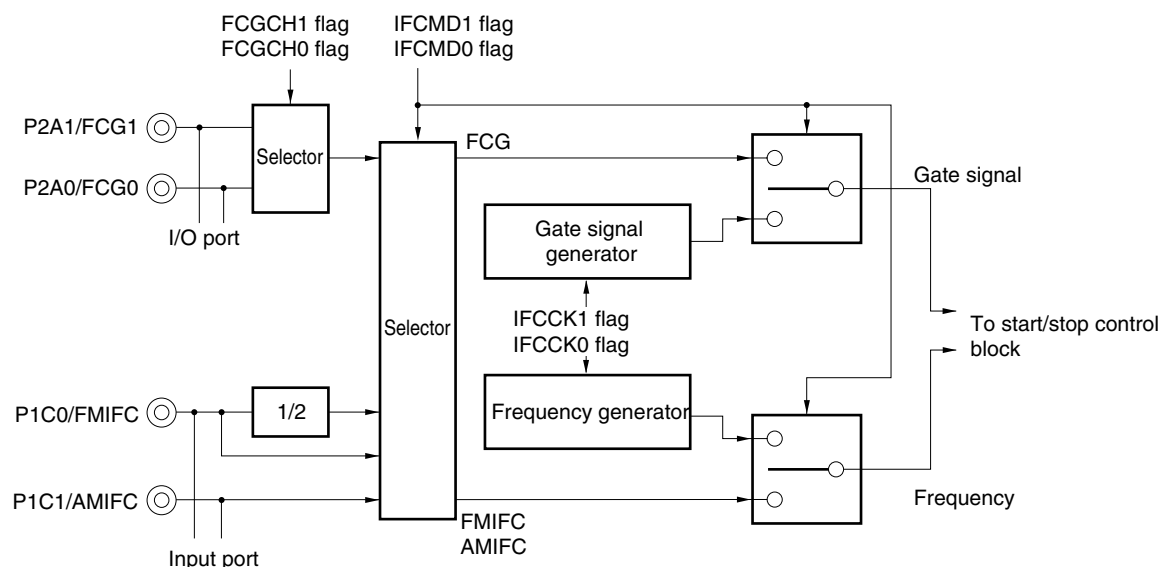 FCGCH1 flag
FCGCH0 flag
IFCMD1 flag
IFCMD0 flag
P2A1/FCG1
P2A0/FCG0
Selector
I/O port
FCG
Gate signal
Gate signal
generator
IFCCK1 flag
IFCCK0 flag
Selector
To start/stop control
block
P1C0/FMIFC
1/2
Frequency generator
P1C1/AMIFC
Frequency
FMIFC
AMIFC
Input port